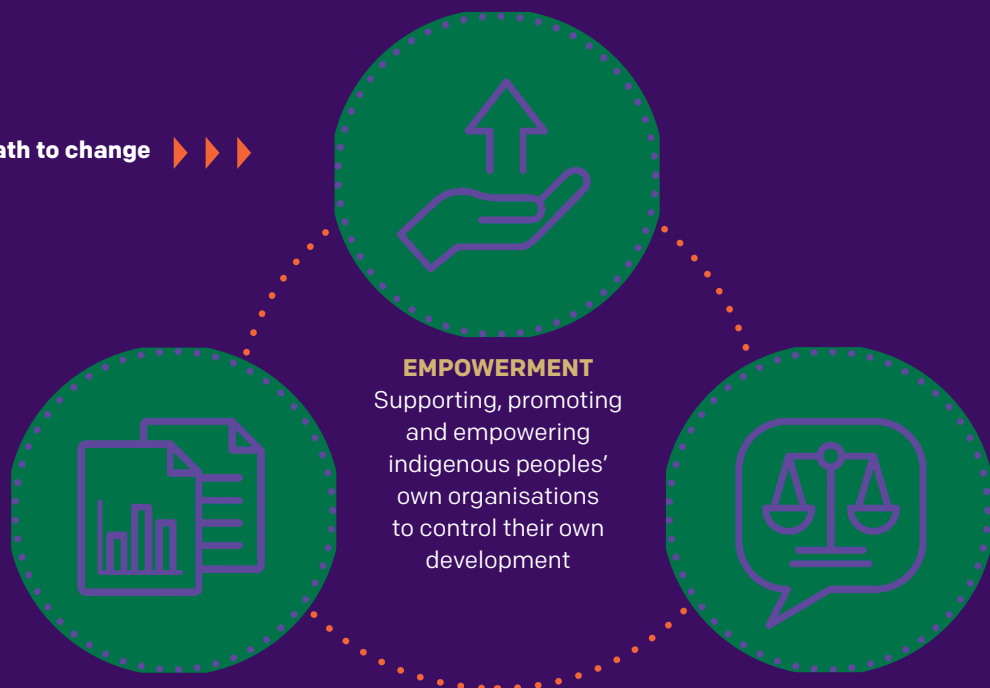 ath to change
EMPOWERMENT
Supporting, promoting
and empowering
indigenous peoples’
own organisations
to control their own
development